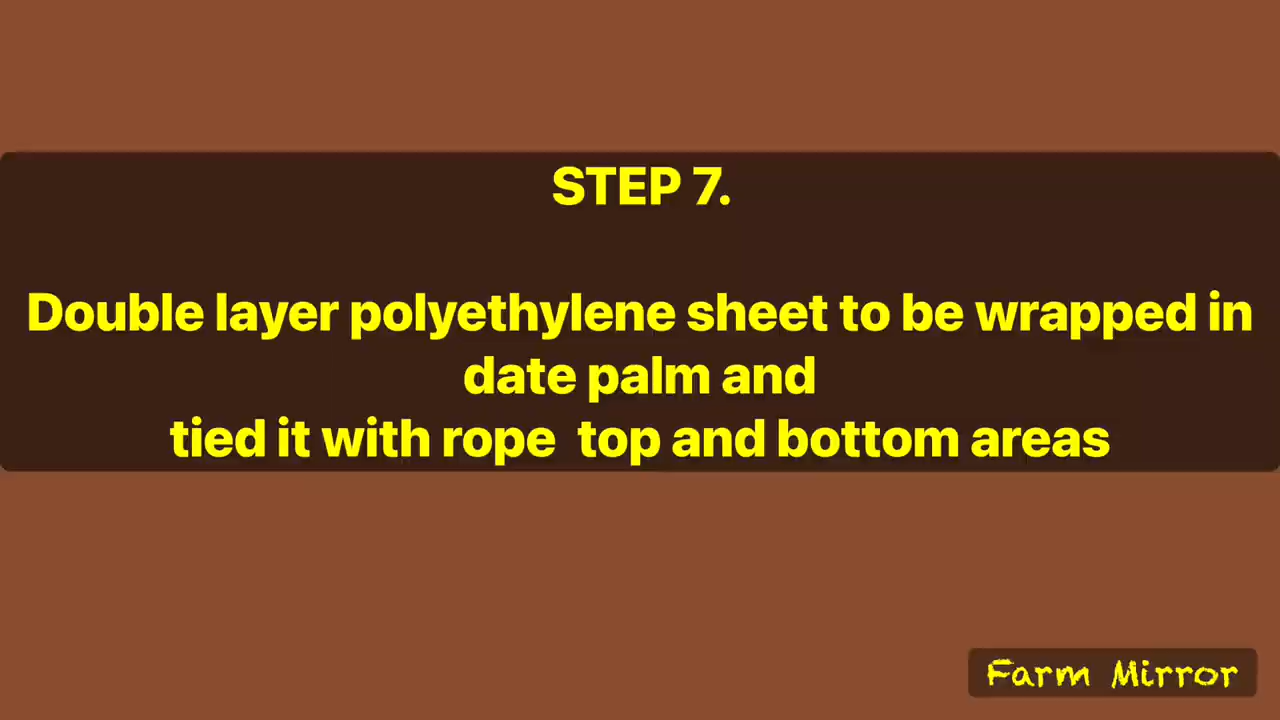 STEP 7.
Double layer polyethylene sheet to be wrapped in
date palm and
tied it with rope  top and bottom areas
Farm Mirror